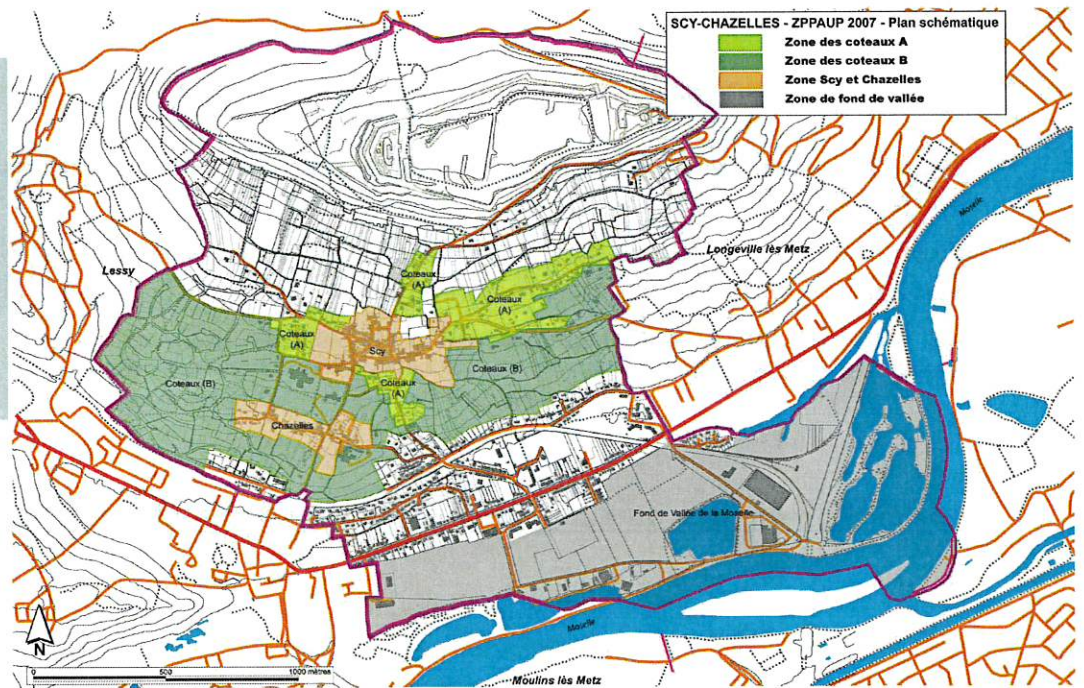 SCY-CHAZELLES - ZPPAUP 2007 - Plan schématique
Zone des coteaux A
Zone des coteaux B
Zone Scy et Chazelles
Zone de fond de vallée
Moselle
Longeville lès Metz
Lessy
Coteaux
(A)
Coteaux
(A)
Coteaux
(A)
Scy
Coteaux (B)
Coteaux
(A)
Coteaux (B)
Chazelles
Fond de Vallée de la Moselle
Moselle
N
0 500 1000 mètres
Moulins lès Metz